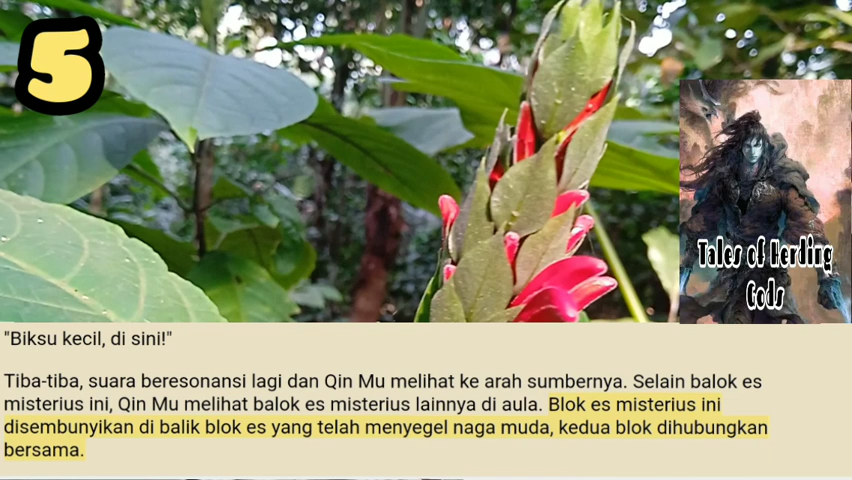 5
Tales of Herding
Gods
"Biksu kecil, di sini!"
Tiba-tiba, suara beresonansi lagi dan Qin Mu melihat ke arah sumbernya. Selain balok es
misterius ini, Qin Mu melihat balok es misterius lainnya di aula. Blok es misterius ini
disembunyikan di balik blok es yang telah menyegel naga muda, kedua blok dihubungkan
bersama.